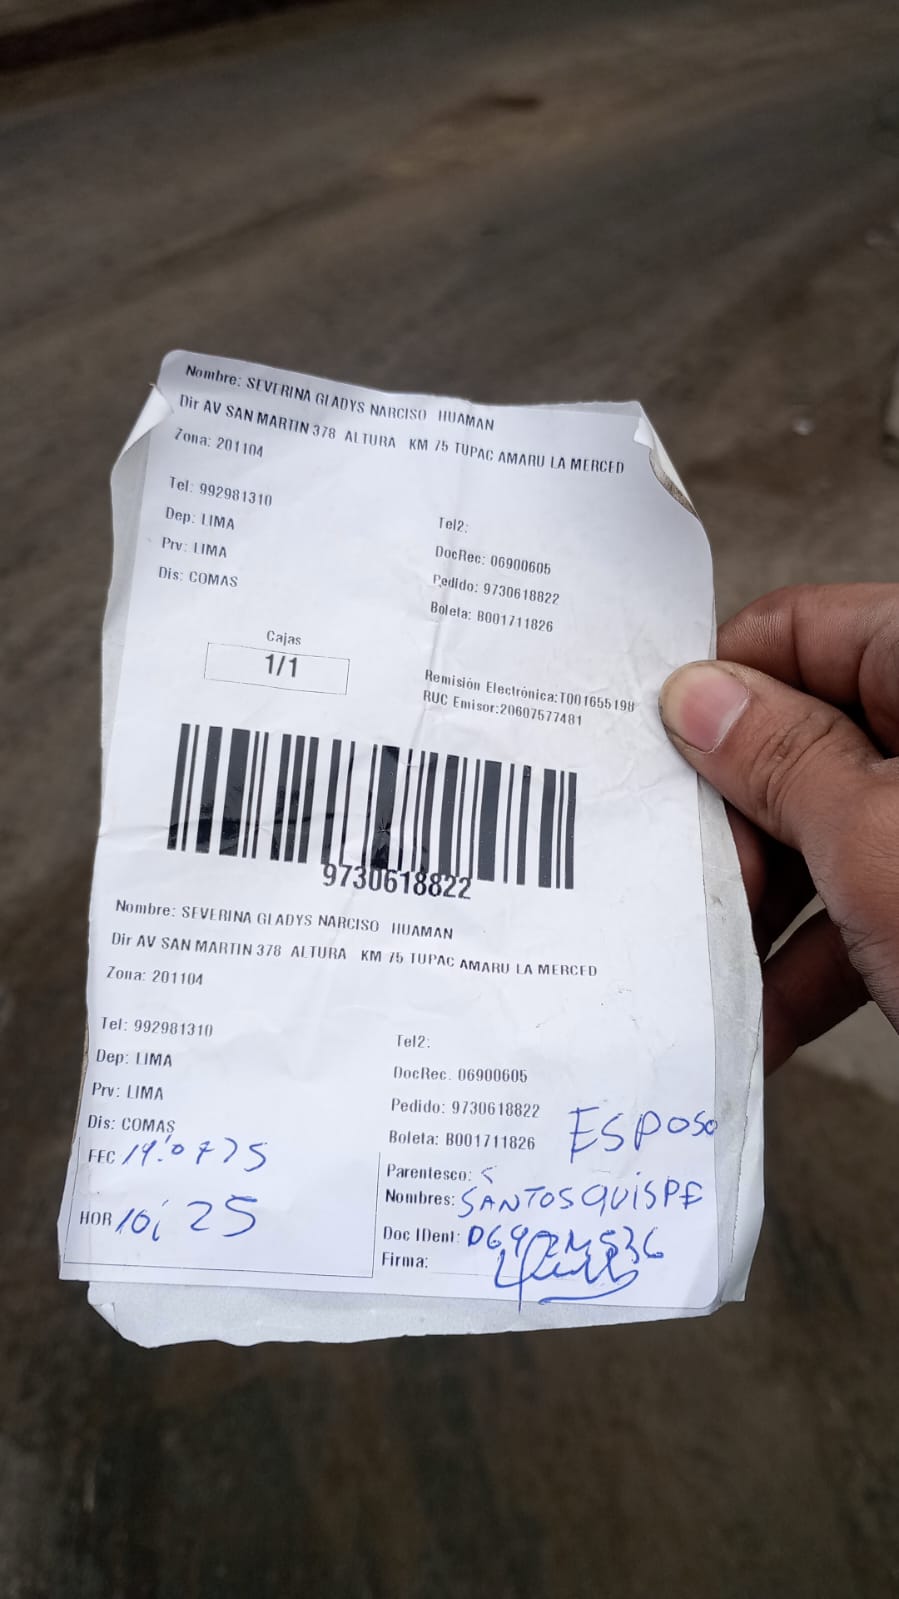 Nombre: SEVERINA GLADYS NARCISO HUAMAN
Dir AV SAN MARTIN 378 ALTURA KM 75 TUPAC AMARU LA MERCED
Zona: 201104
Tel: 992981310
Tel2:
Dep: LIMA
DocRec: 06900605
Prv: LIMA
Pedido: 9730618822
Dis: COMAS
Boleta: B001711826
Cajas
1/1
Remisión Electrónica:T001655198
RUC Emisor:20607577481
9730618822
Nombre: SEVERINA GLADYS NARCISO HUAMAN
Dir AV SAN MARTIN 378 ALTURA KM 75 TUPAC AMARU LA MERCED
Zona: 201104
Tel: 992981310
Tel2:
Dep: LIMA
DocRec. 06900605
Prv: LIMA
Pedido: 9730618822
Dis: COMAS
Boleta: B001711826
ESPOSO
FEC
Parentesco:
Nombres: SANTOS QUISPE
HOR 10:25
Doc IDent:
Firma: